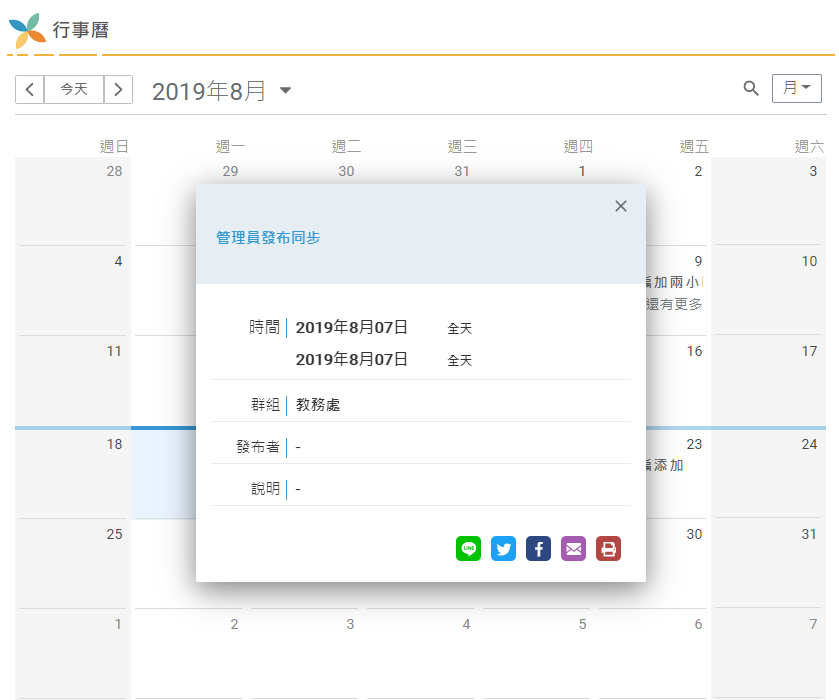 行事曆
今天
2019年8月
月
週日 週一 週二 週三 週四 週五 週六
28 29 30 31 1 2 3
管理員發布同步
4 9 10
加兩小
還有更多
時間 2019年8月07日 全天
2019年8月07日 全天
11 16 17
群組 教務處
發布者 -
18 23 24
添加
說明 -
25 30 31
LINE
1 2 3 4 5 6 7